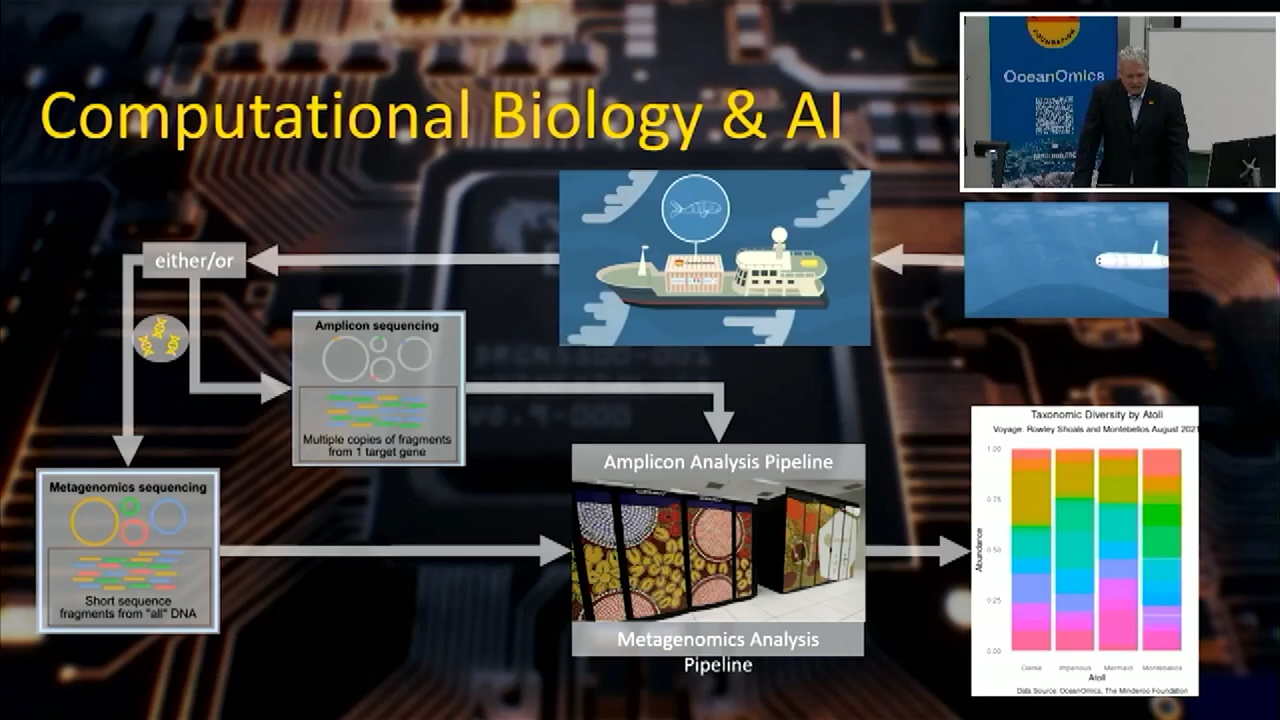 Computational Biology & AI
FOUNDATION
OceanOmics
either/or
Amplicon sequencing
Multiple copies of fragments
from 1 target gene
Metagenomics sequencing
Short sequence
fragments from "all" DNA
Amplicon Analysis Pipeline
Metagenomics Analysis
Pipeline
Taxonomic Diversity by Atoll
Voyage: Rowley Shoals and Montebellos August 2021
1.00
0.75
0.50
0.25
0.00
Abundance
Clerke Imperieus Mermaid Montebellos
Atoll
Data Source: OceanOmics, The Minderoo Foundation